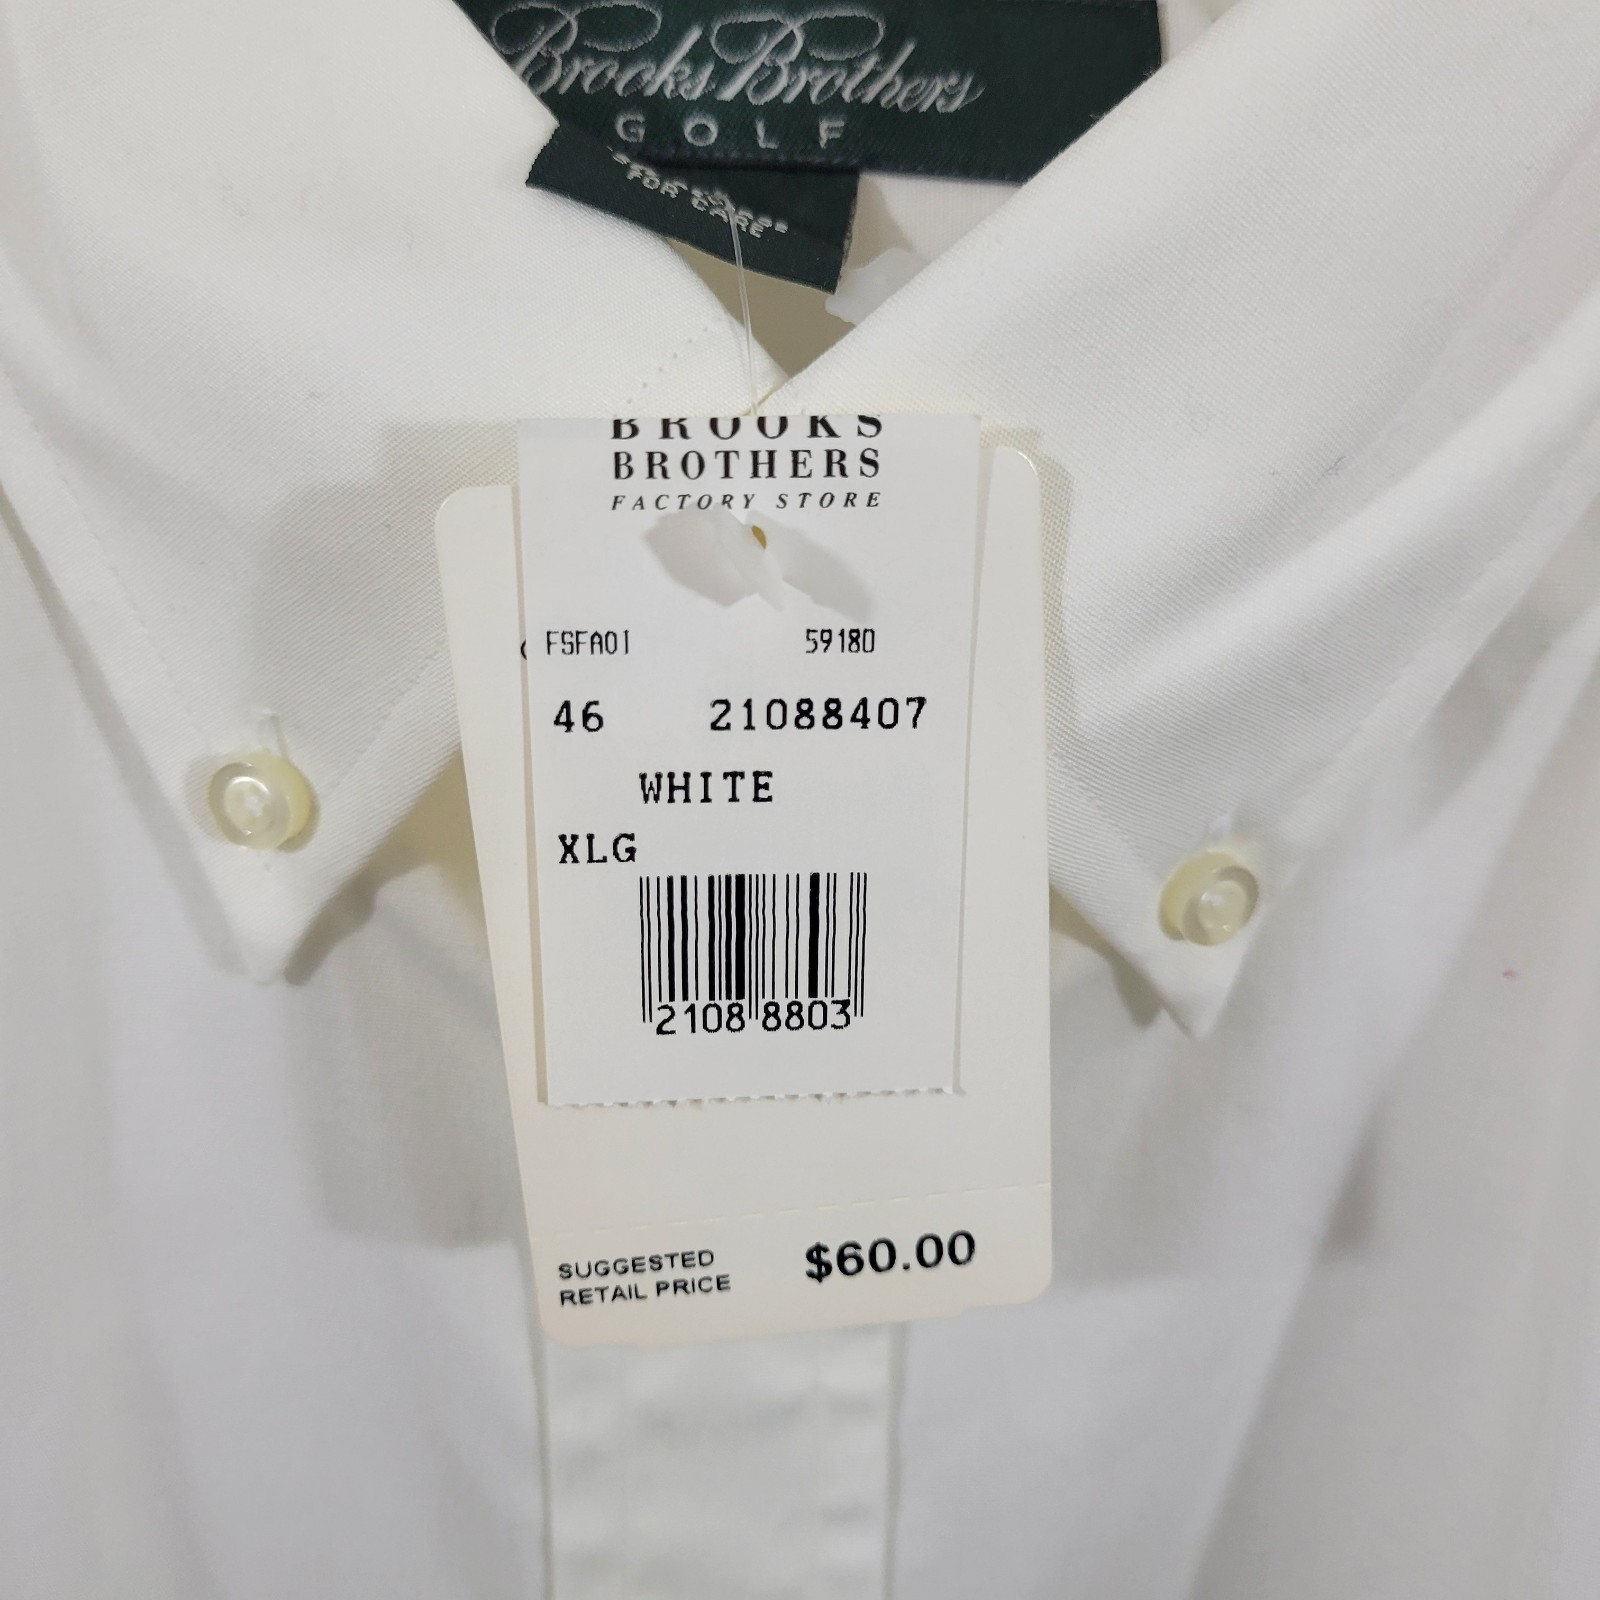 Brooks Brothers
GOLF
FOR CARE
BROOKS
BROTHERS
FACTORY STORE
FSFA01 59180
46 21088407
WHITE
XLG
2108 8803
SUGGESTED
RETAIL PRICE $60.00